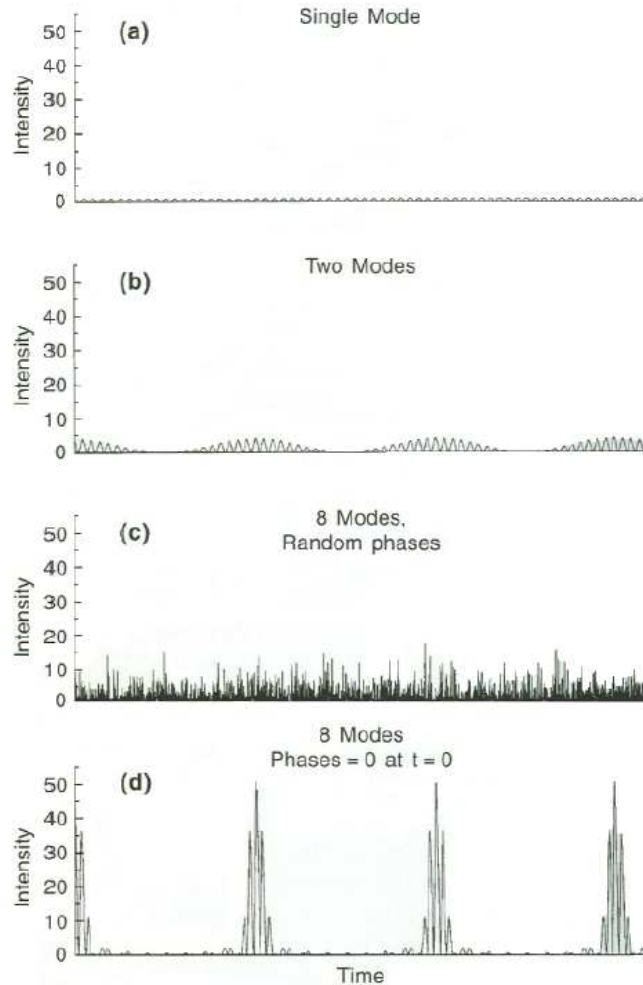 Single Mode
(a)
50
40
30
20
10
0
Intensity
Two Modes
(b)
50
40
30
20
10
0
Intensity
8 Modes,
Random phases
(c)
50
40
30
20
10
0
Intensity
8 Modes
Phases = 0 at t = 0
(d)
50
40
30
20
10
0
Intensity
Time